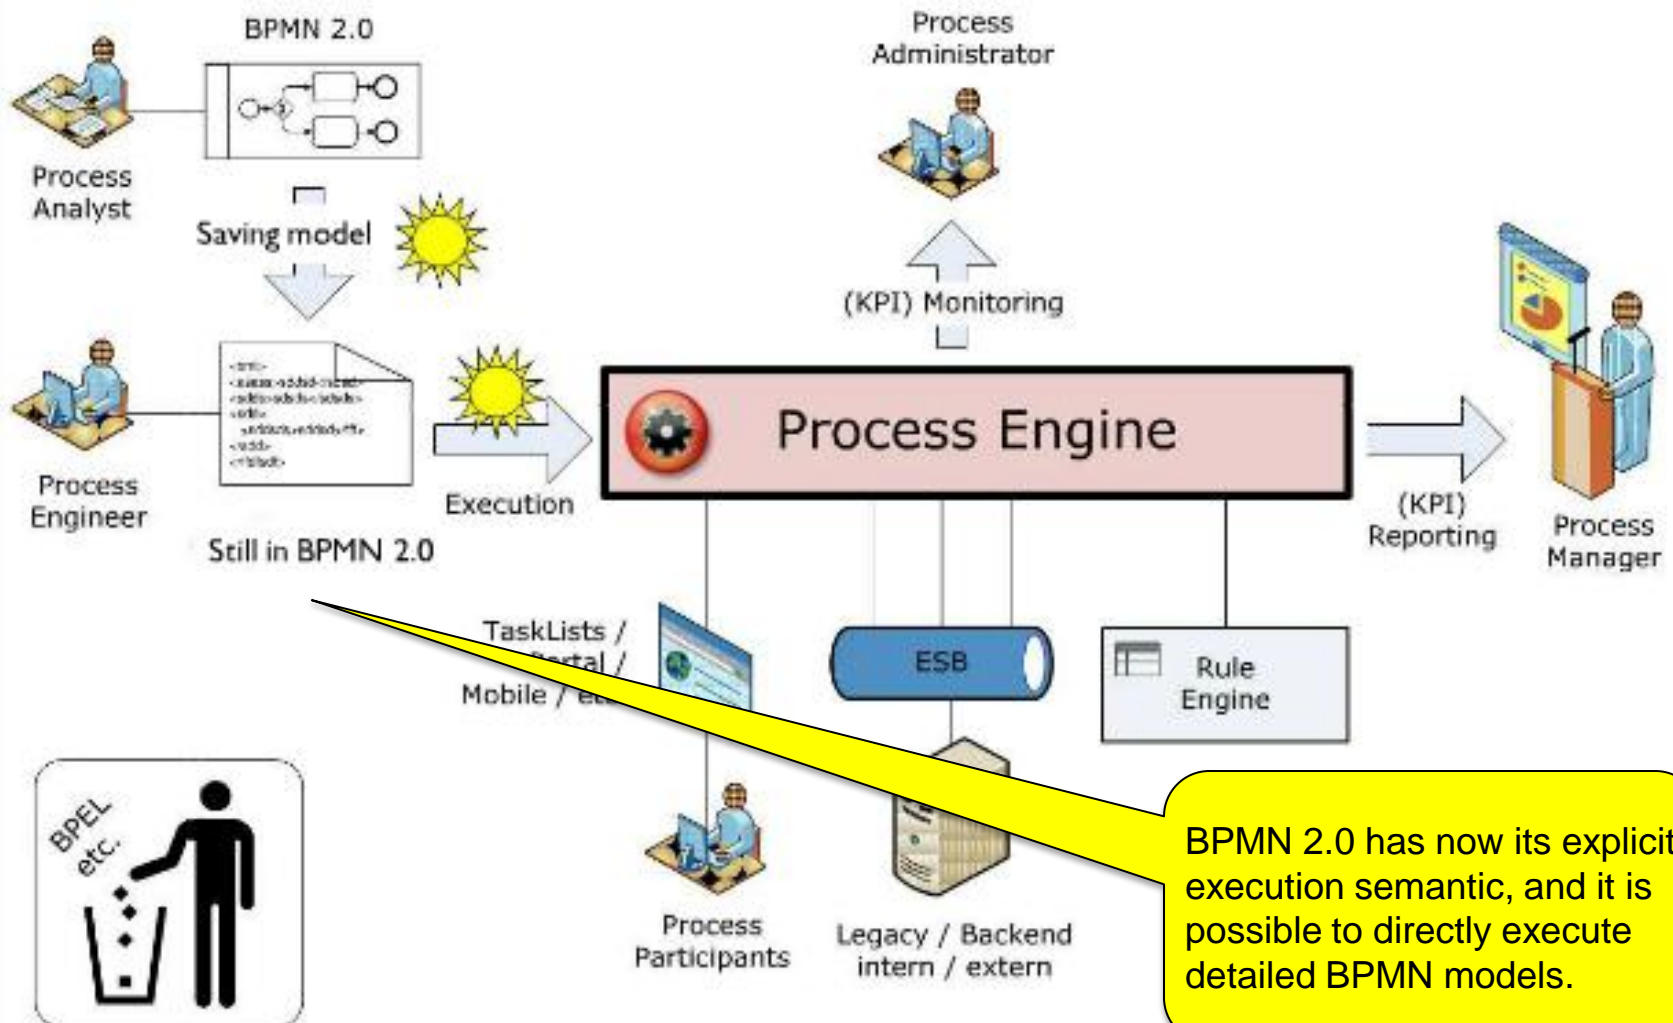 BPMN 2.0
Process
Analyst
Saving model
Process
Engineer
Still in BPMN 2.0
Execution
Process
Administrator
(KPI) Monitoring
Process Engine
(KPI)
Reporting
Process
Manager
TaskLists /
Portal /
Mobile / etc
ESB
Rule
Engine
Process
Participants
Legacy / Backend
intern / extern
BPEL
etc.
BPMN 2.0 has now its explicit
execution semantic, and it is
possible to directly execute
detailed BPMN models.